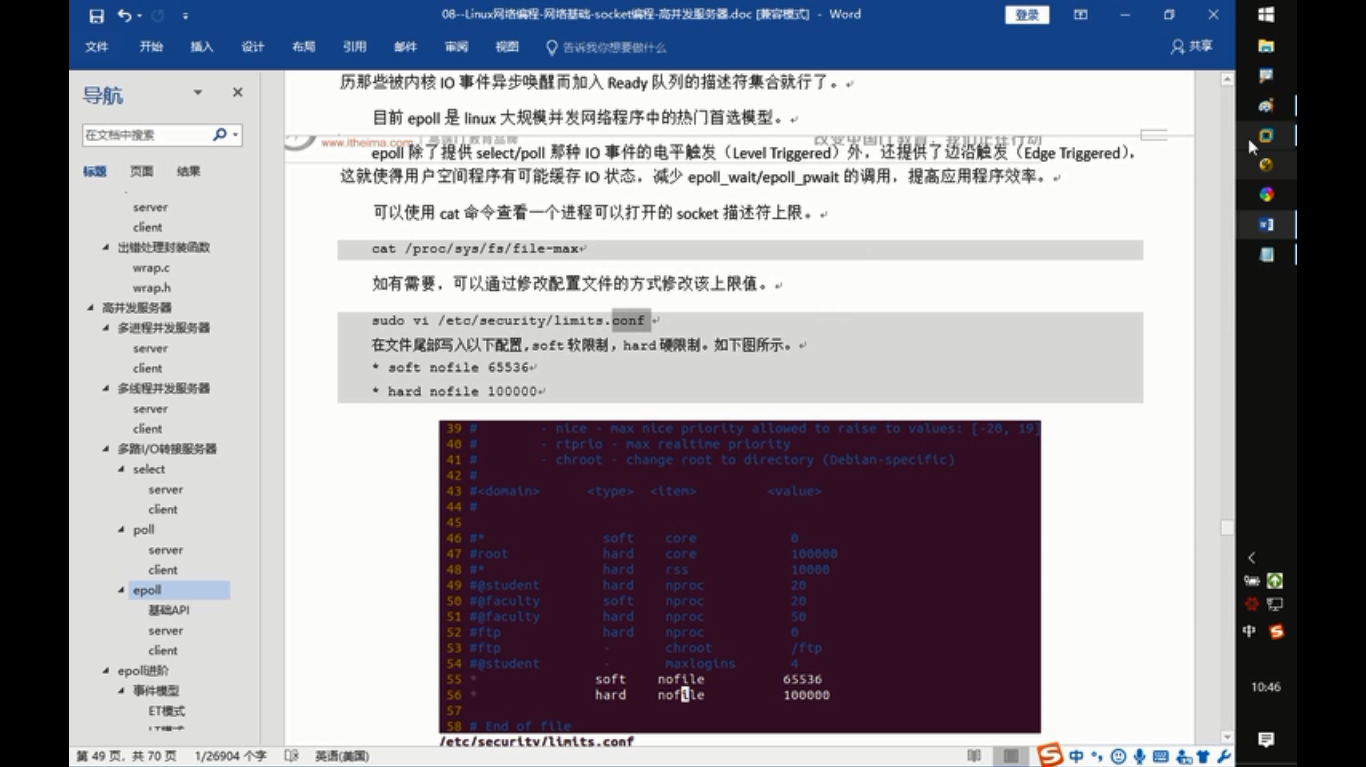 08--Linux网络编程-网络基础-socket编程-高并发服务器.doc [兼容模式] - Word
登录
文件 开始 插入 设计 布局 引用 邮件 审阅 视图 告诉我你想要做什么 共享
导航
在文档中搜索
标题 页面 结果
server
client
出错处理封装函数
wrap.c
wrap.h
高并发服务器
多进程并发服务器
server
client
多线程并发服务器
server
client
多路I/O转接服务器
select
server
client
poll
server
client
epoll
基础API
server
client
epoll进阶
事件模型
ET模式
LT模式
历那些被内核 IO 事件异步唤醒而加入 Ready 队列的描述符集合就行了。
目前 epoll 是 linux 大规模并发网络程序中的热门首选模型。
www.itheima.com
epoll 除了提供 select/poll 那种 IO 事件的电平触发（Level Triggered）外，还提供了边沿触发（Edge Triggered），
这就使得用户空间程序有可能缓存 IO 状态，减少 epoll_wait/epoll_pwait 的调用，提高应用程序效率。
可以使用 cat 命令查看一个进程可以打开的 socket 描述符上限。
cat /proc/sys/fs/file-max
如有需要，可以通过修改配置文件的方式修改该上限值。
sudo vi /etc/security/limits.conf
在文件尾部写入以下配置,soft 软限制，hard 硬限制。如下图所示。
* soft nofile 65536
* hard nofile 100000
39 # - nice - max nice priority allowed to raise to values: [-20, 19]
40 # - rtprio - max realtime priority
41 # - chroot - change root to directory (Debian-specific)
42 #
43 #<domain> <type> <item> <value>
44 #
45
46 #* soft core 0
47 #root hard core 100000
48 #* hard rss 10000
49 #@student hard nproc 20
50 #@faculty soft nproc 20
51 #@faculty hard nproc 50
52 #ftp hard nproc 0
53 #ftp - chroot /ftp
54 #@student - maxlogins 4
55 * soft nofile 65536
56 * hard nofile 100000
57
58 # End of file
/etc/security/limits.conf
第 49 页，共 70 页 1/26904 个字 英语(美国)
中
中
10:46